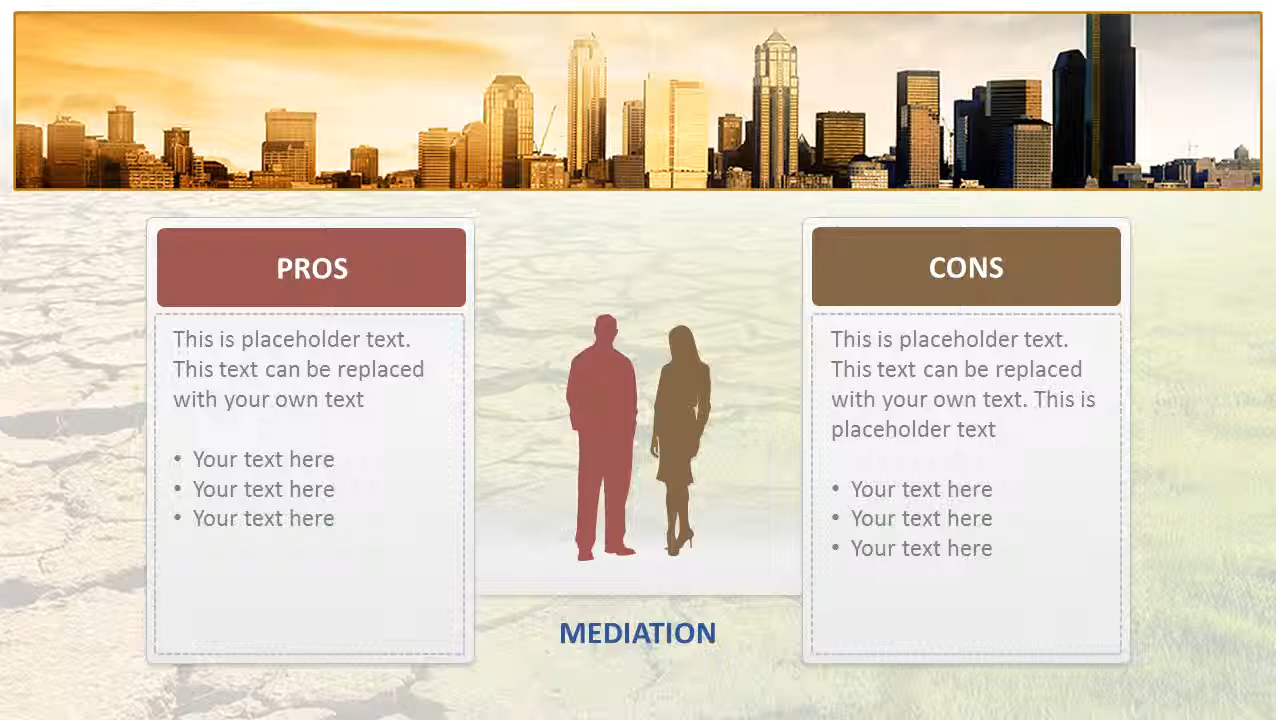 PROS
This is placeholder text.
This text can be replaced
with your own text
• Your text here
• Your text here
• Your text here
MEDIATION
CONS
This is placeholder text.
This text can be replaced
with your own text. This is
placeholder text
• Your text here
• Your text here
• Your text here